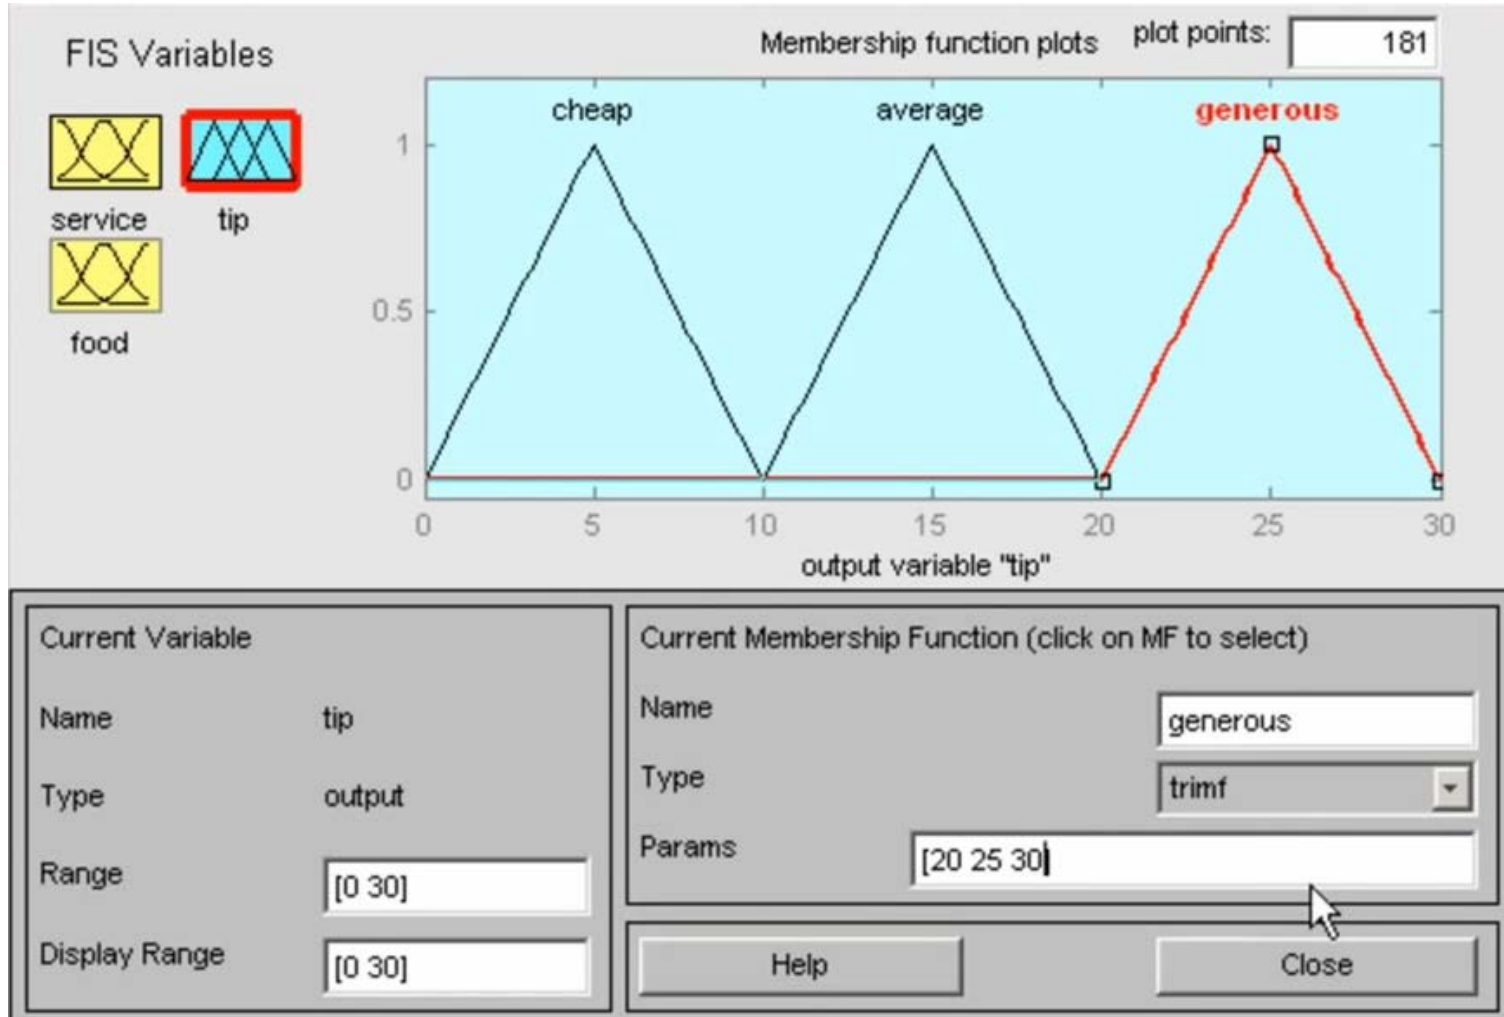 FIS Variables
service
tip
food
Membership function plots
plot points:
181
cheap
average
generous
1
0.5
0
0 5 10 15 20 25 30
output variable "tip"
Current Variable
Name tip
Type output
Range [0 30]
Display Range [0 30]
Current Membership Function (click on MF to select)
Name generous
Type trimf
Params [20 25 30]
Help
Close